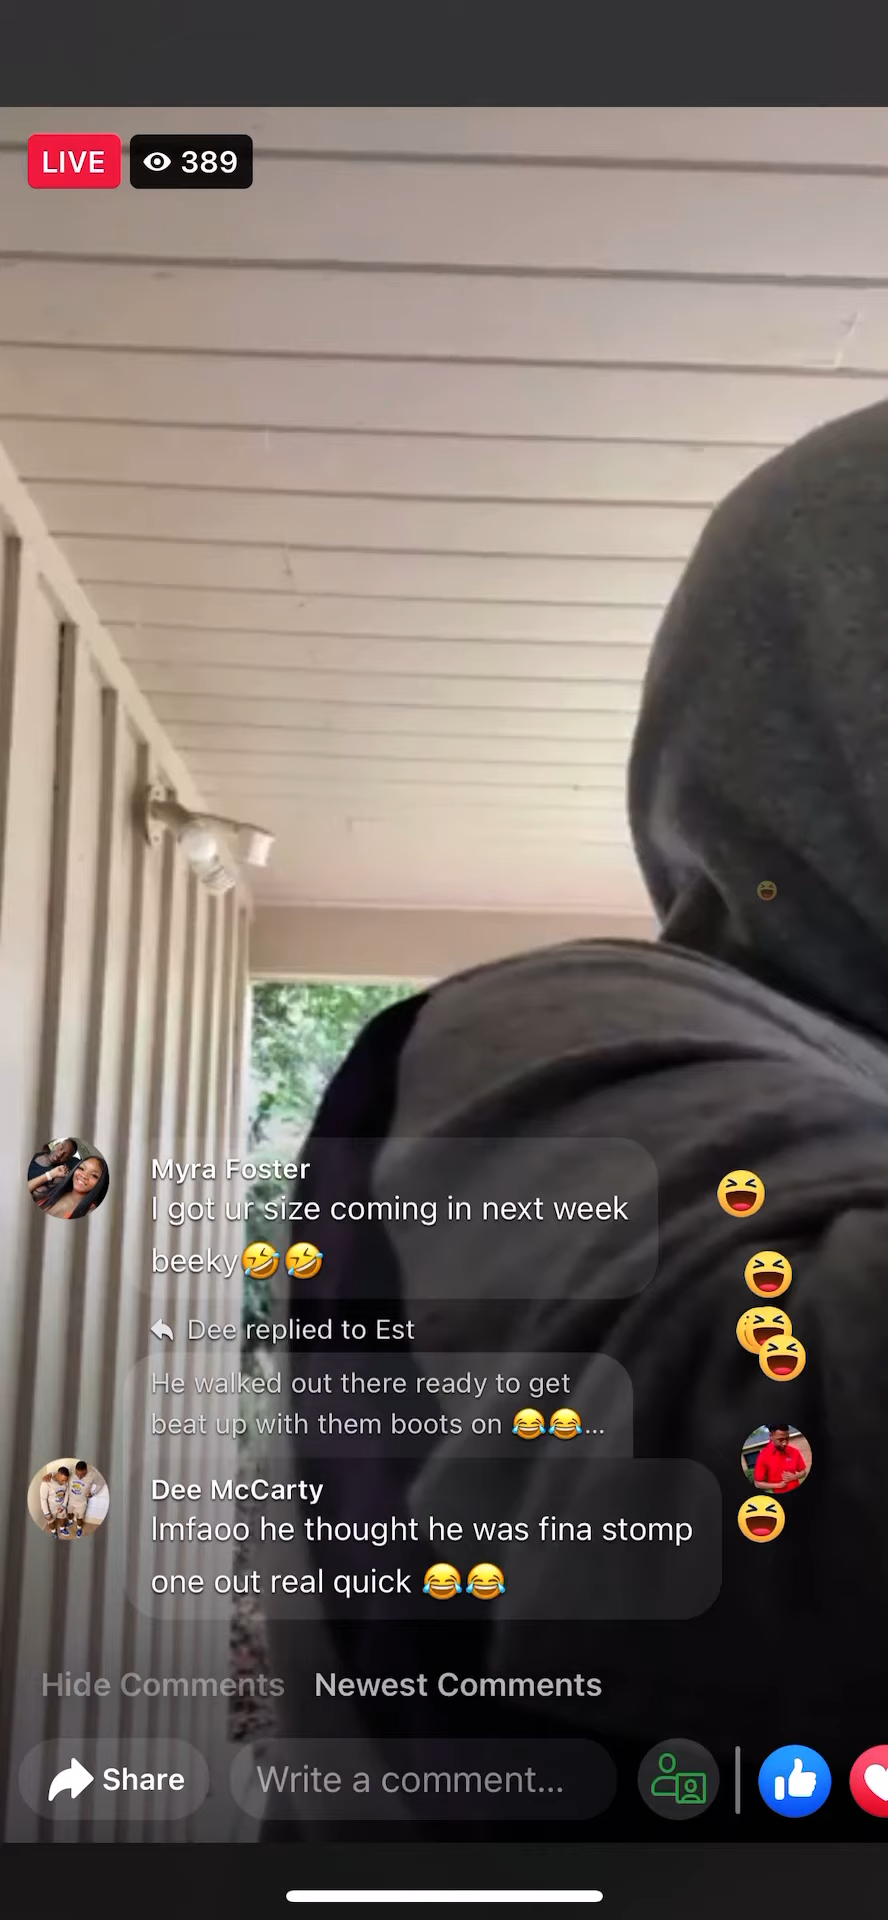 LIVE 389
Myra Foster
I got ur size coming in next week
beeky🤣🤣
Dee replied to Est
He walked out there ready to get
beat up with them boots on 😂😂...
Dee McCarty
lmfaoo he thought he was fina stomp
one out real quick 😂😂
Hide Comments Newest Comments
Share Write a comment...